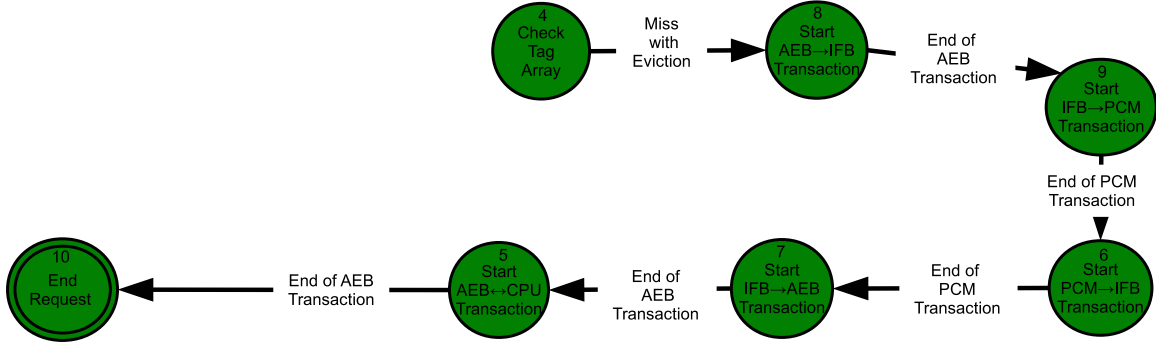 4
Check
Tag
Array
Miss
with
Eviction
8
Start
AEB→IFB
Transaction
End of
AEB
Transaction
9
Start
IFB→PCM
Transaction
End of PCM
Transaction
6
Start
PCM→IFB
Transaction
End of
PCM
Transaction
7
Start
IFB→AEB
Transaction
End of
AEB
Transaction
5
Start
AEB↔CPU
Transaction
End of AEB
Transaction
10
End
Request